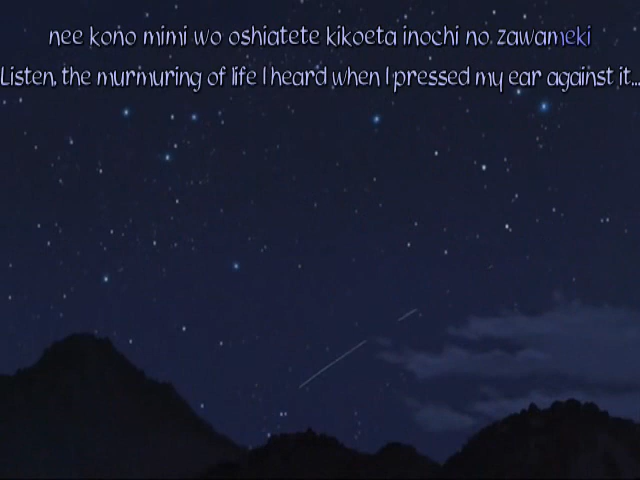 nee kono mimi wo oshiatete kikoeta inochi no zawameki
Listen, the murmuring of life I heard when I pressed my ear against it...